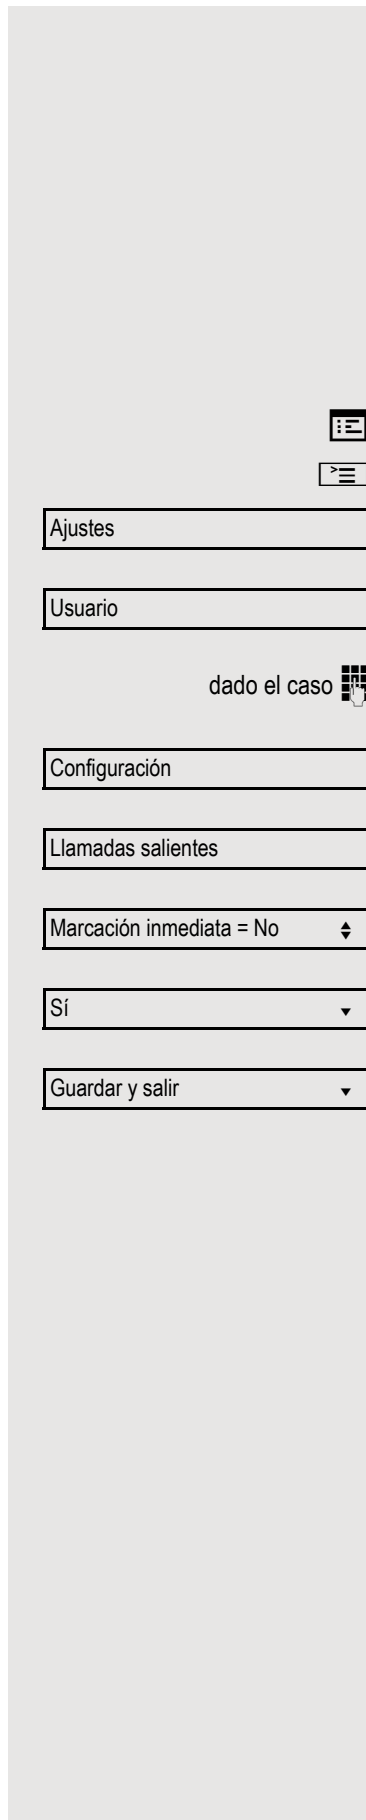 Ajustes
Usuario
dado el caso
Configuración
Llamadas salientes
Marcación inmediata = No
Sí
Guardar y salir